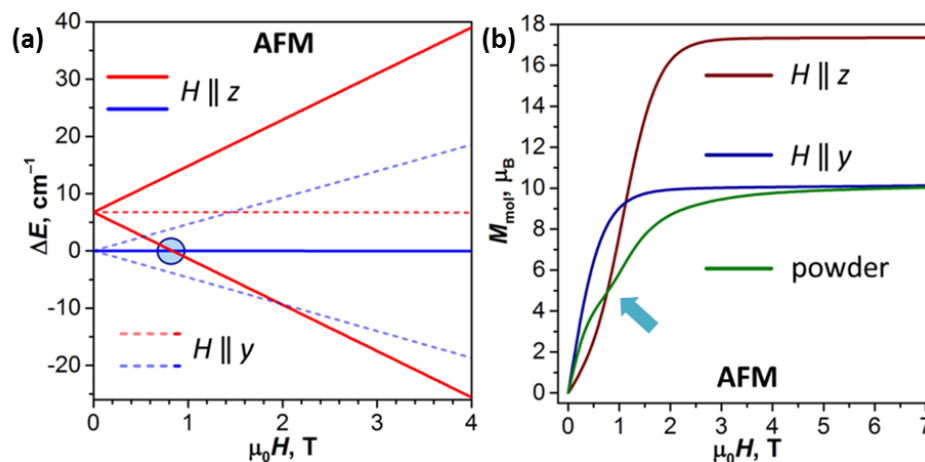 (a)
AFM
H ∥ z
H ∥ y
ΔE, cm⁻¹
40
30
20
10
0
-10
-20
0 1 2 3 4
μ₀H, T
(b)
18
16
14
12
10
8
6
4
2
0
M_mol, μ_B
H ∥ z
H ∥ y
powder
AFM
0 1 2 3 4 5 6 7
μ₀H, T